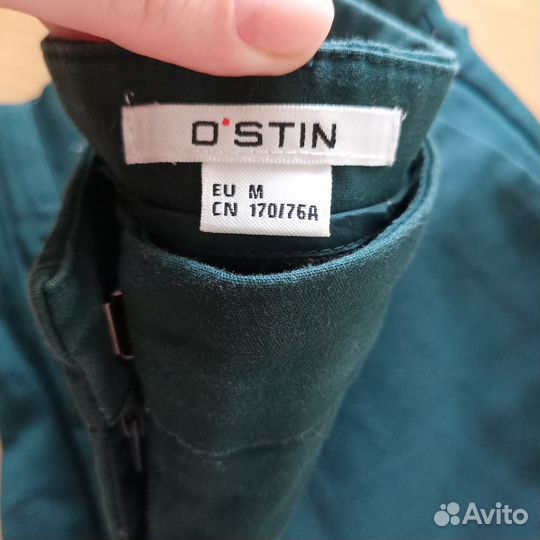 O'STIN
EU M
CN 170/76A
Avito